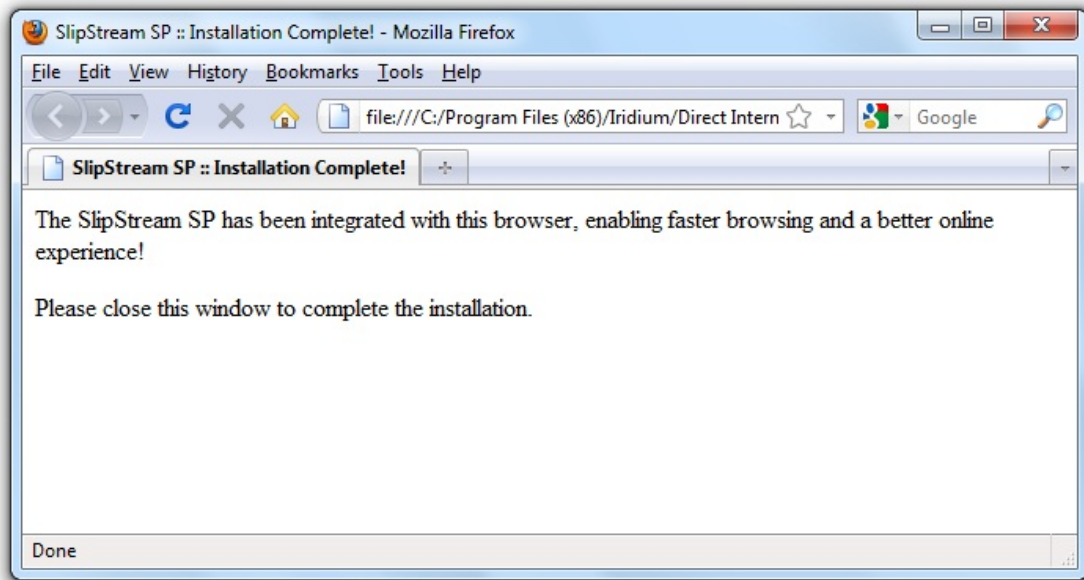 SlipStream SP :: Installation Complete! - Mozilla Firefox
File Edit View History Bookmarks Tools Help
file:///C:/Program Files (x86)/Iridium/Direct Intern Google
SlipStream SP :: Installation Complete!
The SlipStream SP has been integrated with this browser, enabling faster browsing and a better online
experience!
Please close this window to complete the installation.
Done